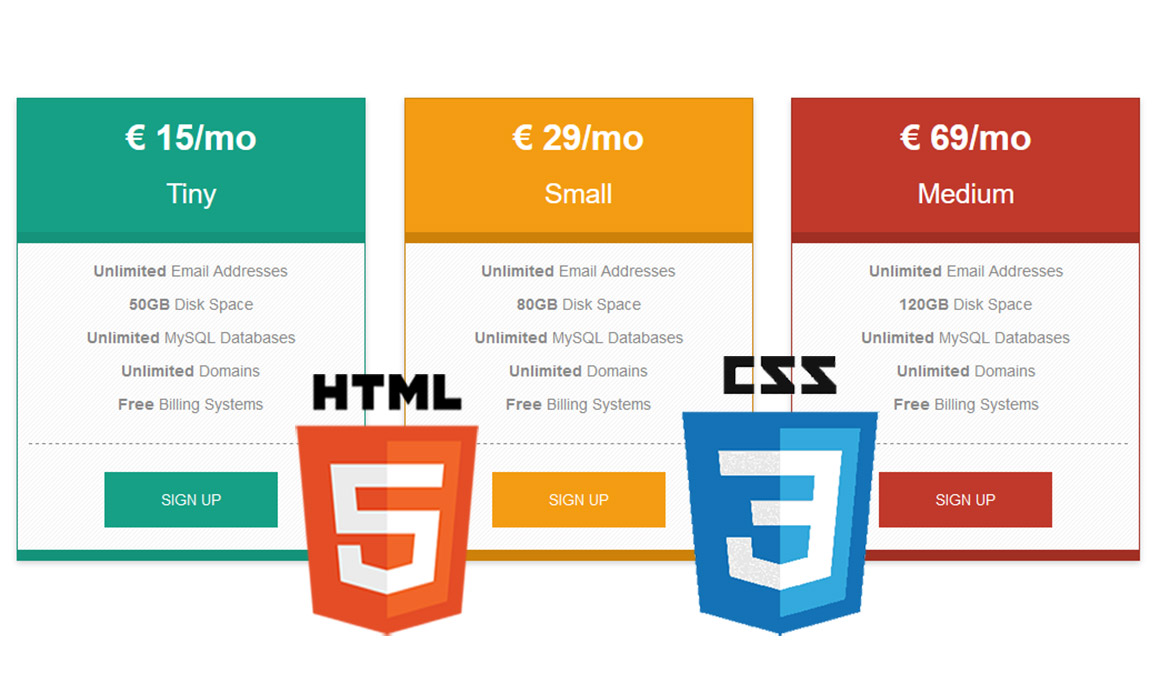 € 15/mo
Tiny
Unlimited Email Addresses
50GB Disk Space
Unlimited MySQL Databases
Unlimited Domains
Free Billing Systems
SIGN UP
€ 29/mo
Small
Unlimited Email Addresses
80GB Disk Space
Unlimited MySQL Databases
Unlimited Domains
Free Billing Systems
SIGN UP
€ 69/mo
Medium
Unlimited Email Addresses
120GB Disk Space
Unlimited MySQL Databases
Unlimited Domains
Free Billing Systems
SIGN UP
HTML
5
CSS
3